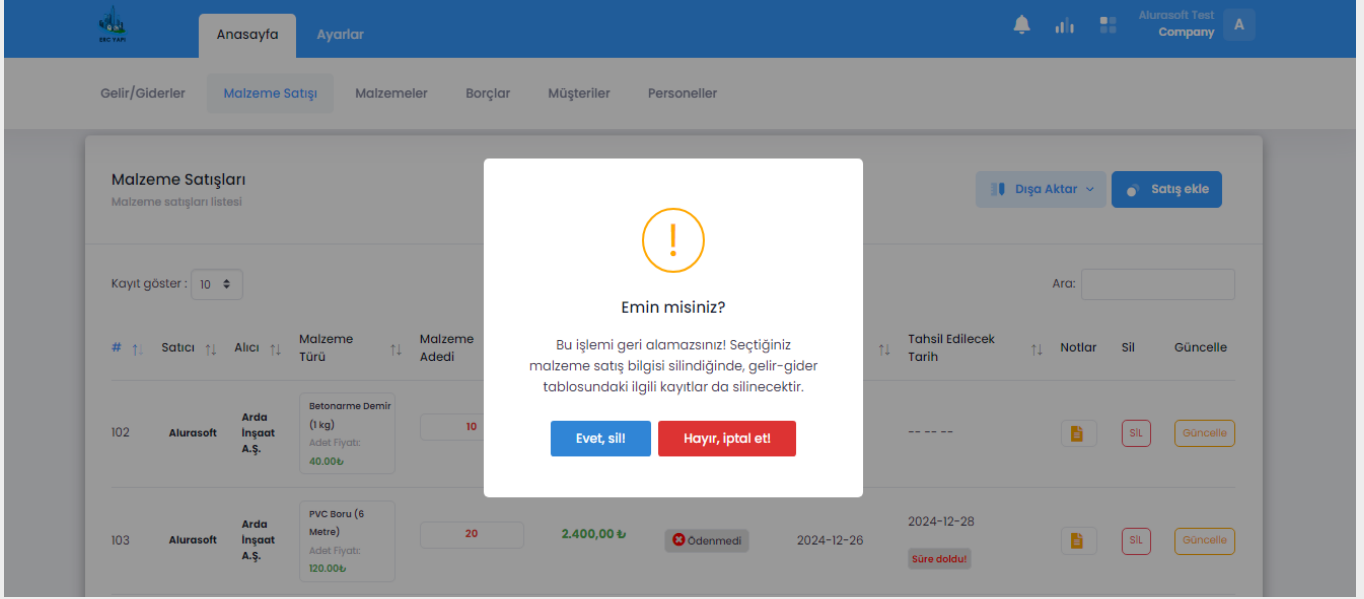 EBC YAPI
Anasayfa
Ayarlar
Alurasoft Test
Company
A
Gelir/Giderler
Malzeme Satışı
Malzemeler
Borçlar
Müşteriler
Personeller
Malzeme Satışları
Malzeme satışları listesi
Dışa Aktar
Satış ekle
Kayıt göster : 10
Ara:
# Satıcı Alıcı Malzeme Türü Malzeme Adedi Tahsil Edilecek Tarih Notlar Sil Güncelle
Emin misiniz?
Bu işlemi geri alamazsınız! Seçtiğiniz
malzeme satış bilgisi silindiğinde, gelir-gider
tablosundaki ilgili kayıtlar da silinecektir.
Evet, sil!
Hayır, iptal et!
102
Alurasoft
Arda
İnşaat
A.Ş.
Betonarme Demir
(1 kg)
Adet Fiyatı:
40.00₺
10
-- -- --
SİL
Güncelle
103
Alurasoft
Arda
İnşaat
A.Ş.
PVC Boru (6
Metre)
Adet Fiyatı:
120.00₺
20
2.400,00 ₺
Ödenmedi
2024-12-26
2024-12-28
Süre doldu!
SİL
Güncelle